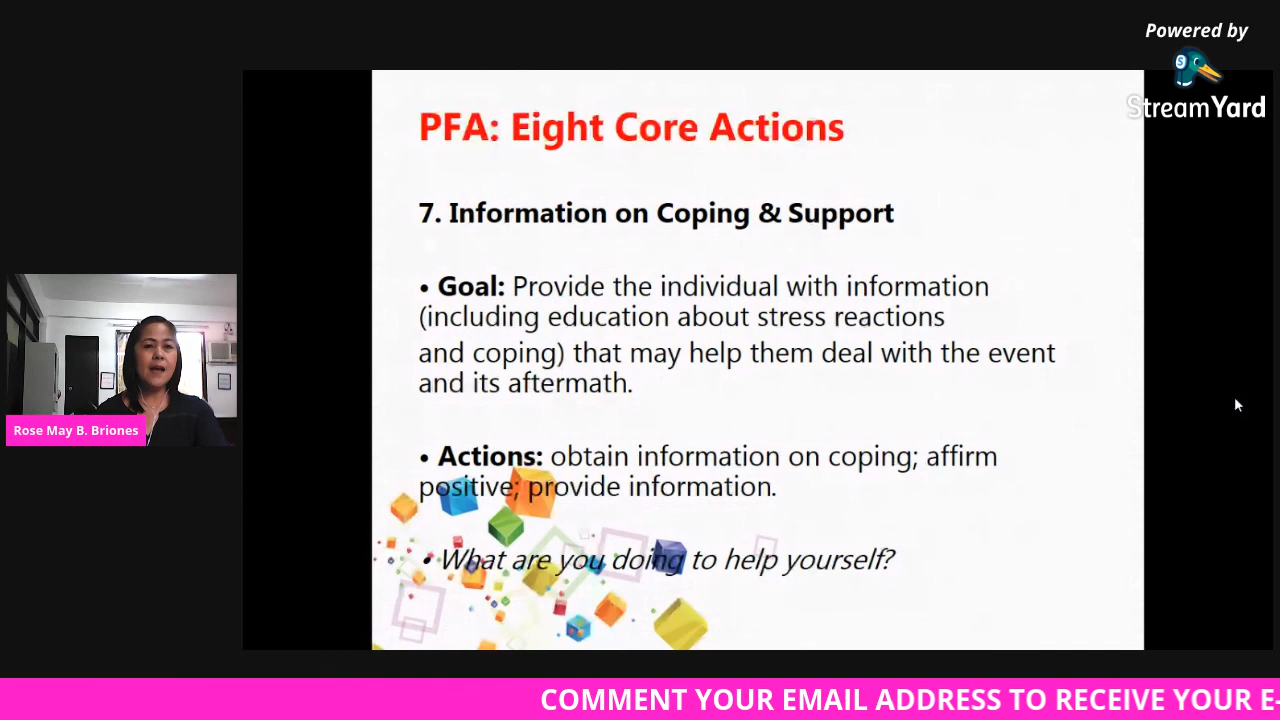 Powered by
StreamYard
PFA: Eight Core Actions
7. Information on Coping & Support
• Goal: Provide the individual with information
(including education about stress reactions
and coping) that may help them deal with the event
and its aftermath.
• Actions: obtain information on coping; affirm
positive; provide information.
• What are you doing to help yourself?
Rose May B. Briones
COMMENT YOUR EMAIL ADDRESS TO RECEIVE YOUR E-